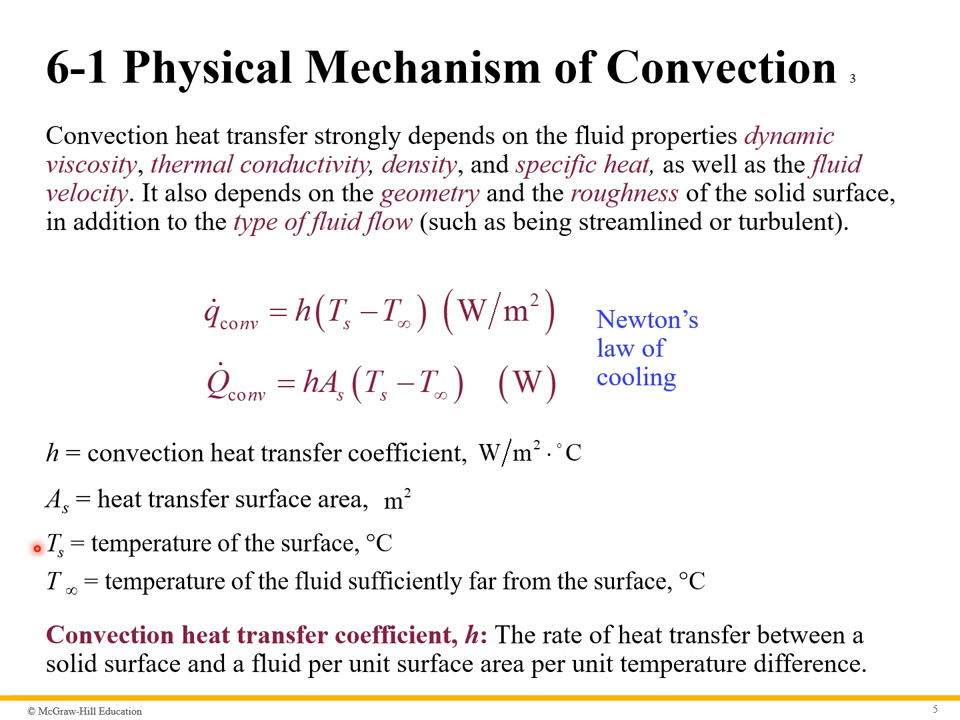 6-1 Physical Mechanism of Convection 3
Convection heat transfer strongly depends on the fluid properties dynamic
viscosity, thermal conductivity, density, and specific heat, as well as the fluid
velocity. It also depends on the geometry and the roughness of the solid surface,
in addition to the type of fluid flow (such as being streamlined or turbulent).
q̇conv = h(Ts − T∞) (W/m²)
Q̇conv = hAs(Ts − T∞) (W)
Newton’s
law of
cooling
h = convection heat transfer coefficient, W/m² · °C
As = heat transfer surface area, m²
Ts = temperature of the surface, °C
T ∞ = temperature of the fluid sufficiently far from the surface, °C
Convection heat transfer coefficient, h: The rate of heat transfer between a
solid surface and a fluid per unit surface area per unit temperature difference.
© McGraw-Hill Education
5